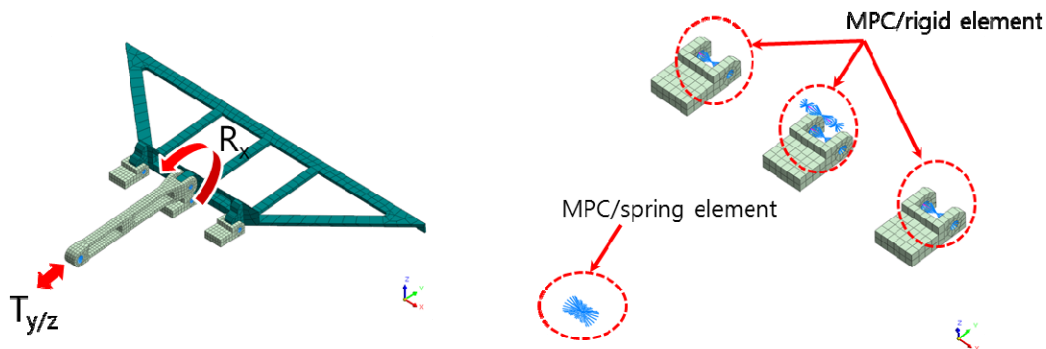 MPC/rigid element
Rx
MPC/spring element
Ty/z
Z
Y
X
Z
Y
X